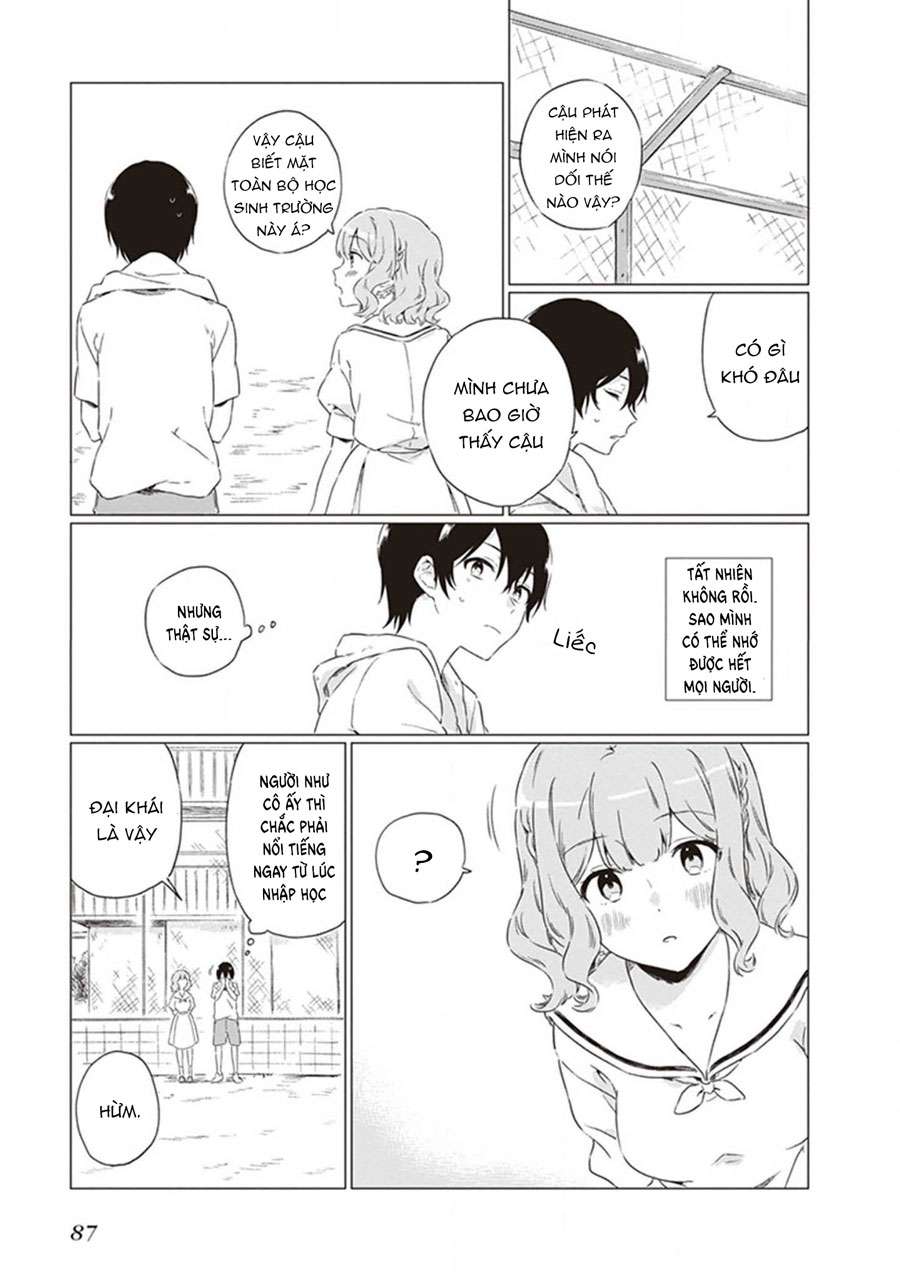 CẬU PHÁT
HIỆN RA
MÌNH NÓI
DỐI THẾ
NÀO VẬY?
CÓ GÌ
KHÓ ĐÂU
MÌNH CHƯA
BAO GIỜ
THẤY CẬU
VẬY CẬU
BIẾT MẶT
TOÀN BỘ HỌC
SINH TRƯỜNG
NÀY Á?
TẤT NHIÊN
KHÔNG RỒI.
SAO MÌNH
CÓ THỂ NHỚ
ĐƯỢC HẾT
MỌI NGƯỜI.
Liếc
NHƯNG
THẬT SỰ...
?
NGƯỜI NHƯ
CÔ ẤY THÌ
CHẮC PHẢI
NỔI TIẾNG
NGAY TỪ LÚC
NHẬP HỌC
ĐẠI KHÁI
LÀ VẬY
HỪM.
87